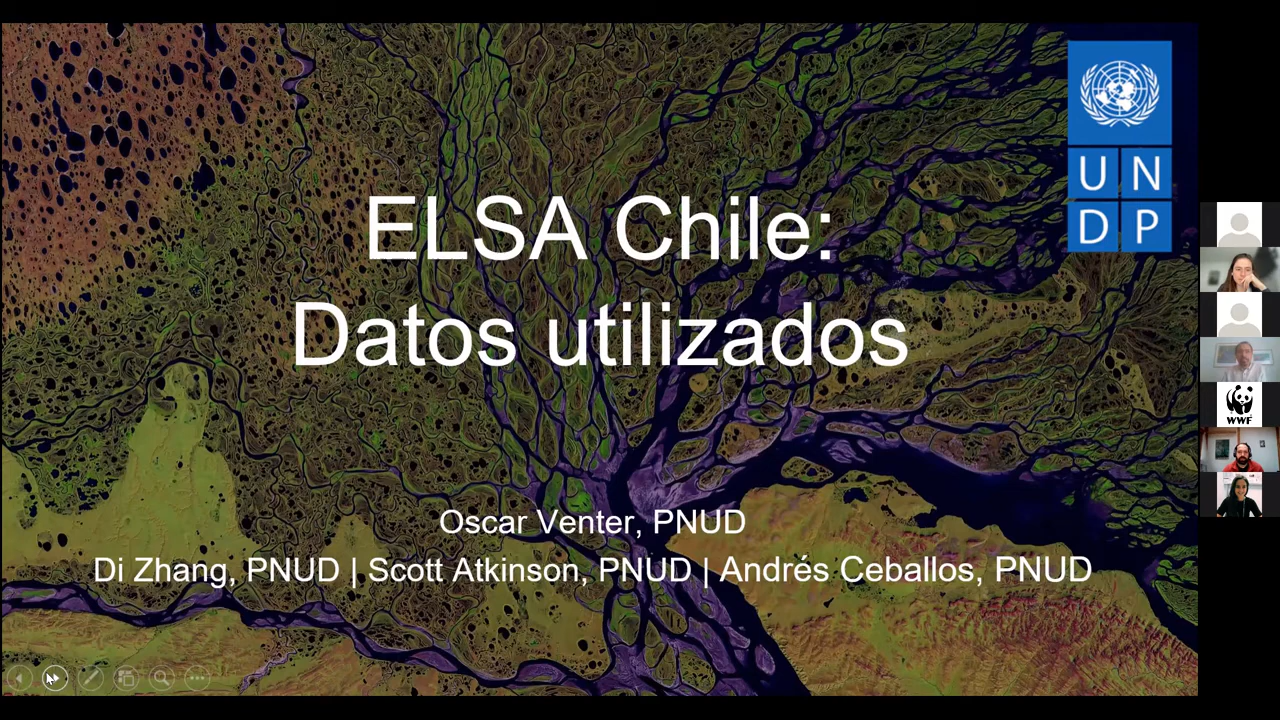 ELSA Chile:
Datos utilizados
Oscar Venter, PNUD
Di Zhang, PNUD | Scott Atkinson, PNUD | Andrés Ceballos, PNUD
U N
D P
WWF